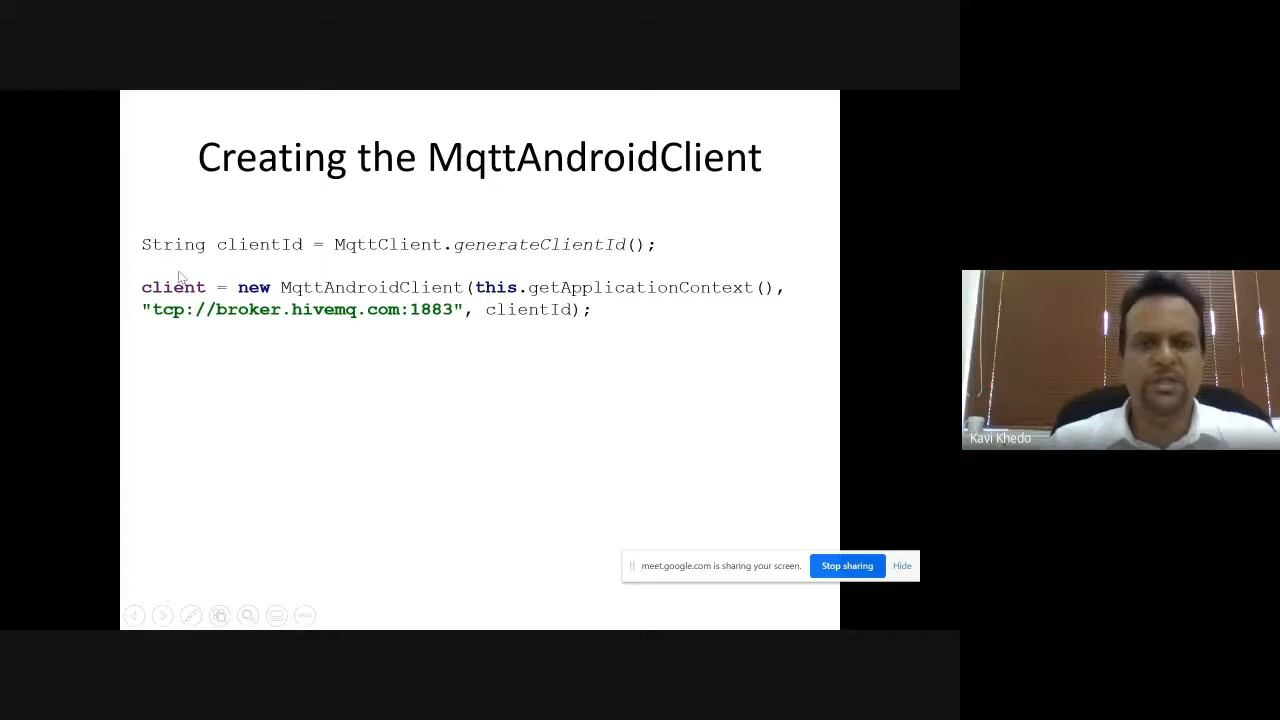 Creating the MqttAndroidClient
String clientId = MqttClient.generateClientId();
client = new MqttAndroidClient(this.getApplicationContext(),
"tcp://broker.hivemq.com:1883", clientId);
Kavi Khedo
meet.google.com is sharing your screen. Stop sharing Hide